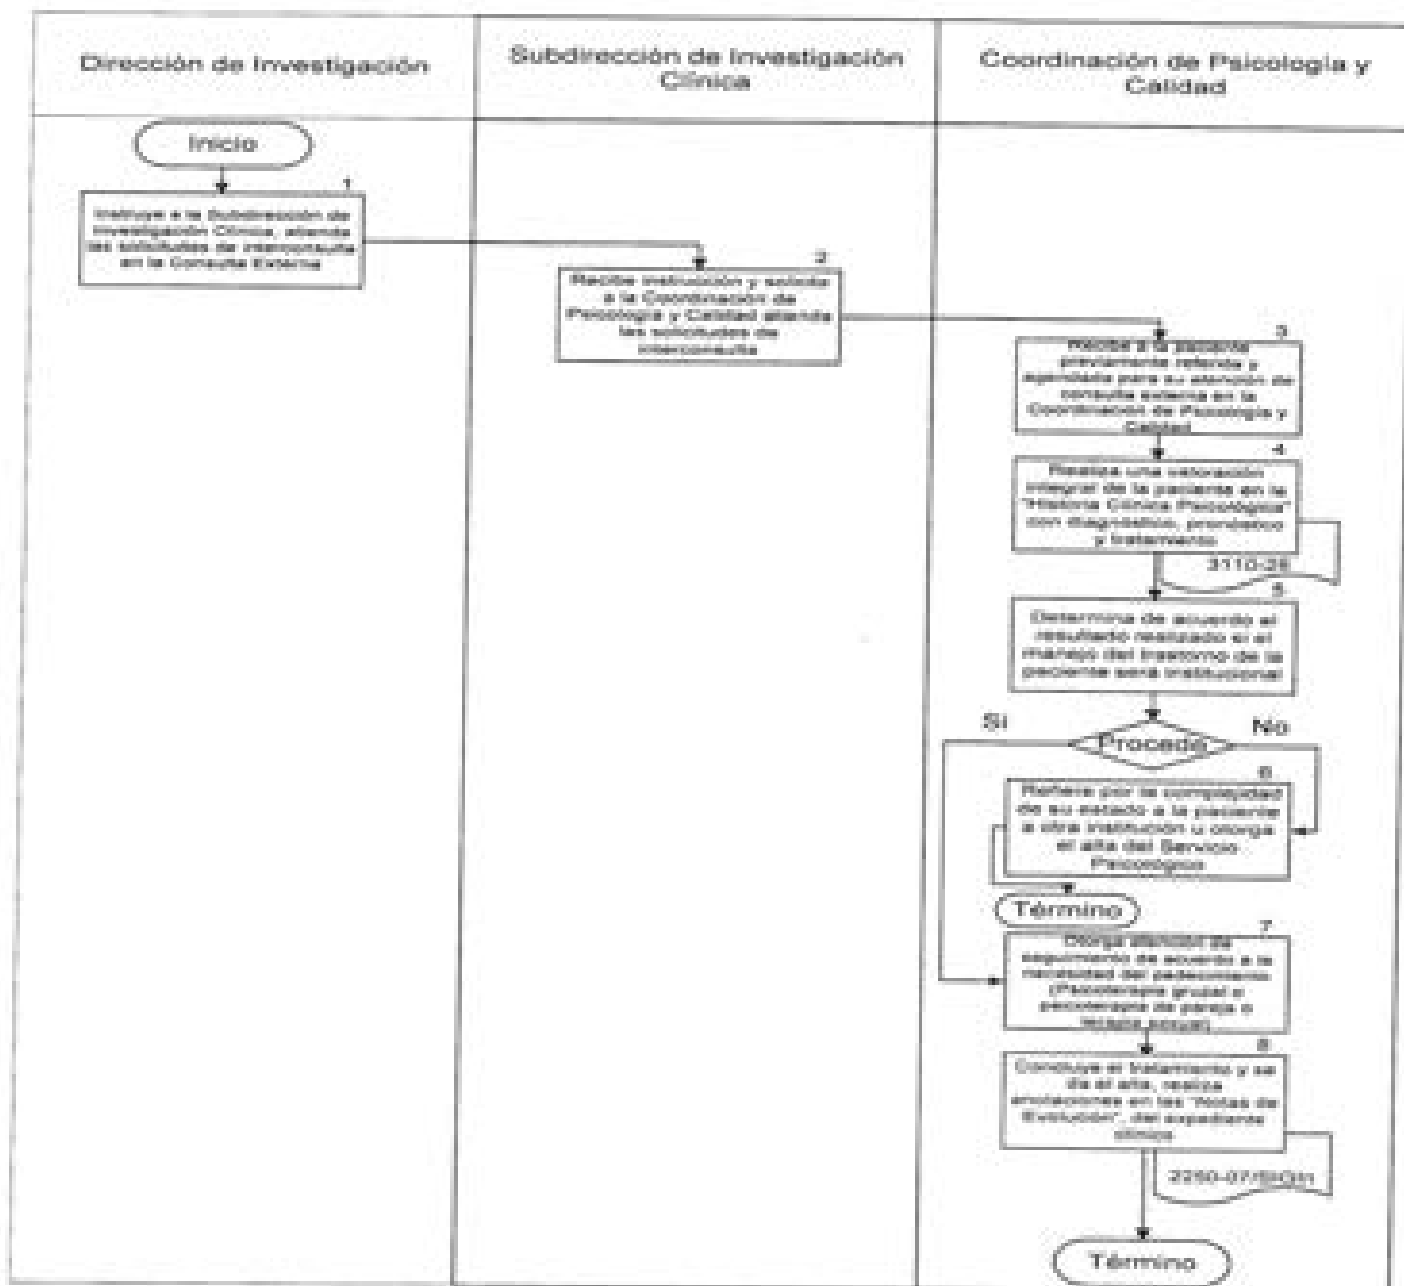 Dirección de Investigación
Subdirección de Investigación
Clínica
Coordinación de Psicología y
Calidad
Inicio
1
Instruye a la Subdirección de
Investigación Clínica, atienda
las solicitudes de interconsulta
en la Consulta Externa
2
Recibe instrucción y solicita
a la Coordinación de
Psicología y Calidad atienda
las solicitudes de
interconsulta
3
Recibe a la paciente
previamente referida y
agendada para su atención de
consulta externa en la
Coordinación de Psicología y
Calidad
4
Realiza una valoración
integral de la paciente en la
"Historia Clínica Psicológica"
con diagnóstico, pronóstico
y tratamiento
3110-28
5
Determina de acuerdo al
resultado realizado si el
manejo del trastorno de la
paciente será institucional
Si
Procede
No
6
Refiere por la complejidad
de su estado a la paciente
a otra institución u otorga
el alta del Servicio
Psicológico
Término
7
Otorga atención de
seguimiento de acuerdo a la
necesidad del padecimiento
(Psicoterapia grupal o
psicoterapia de pareja o
terapia sexual)
8
Concluye el tratamiento y se
da el alta, realiza
anotaciones en las "Notas de
Evolución", del expediente
clínico
Término